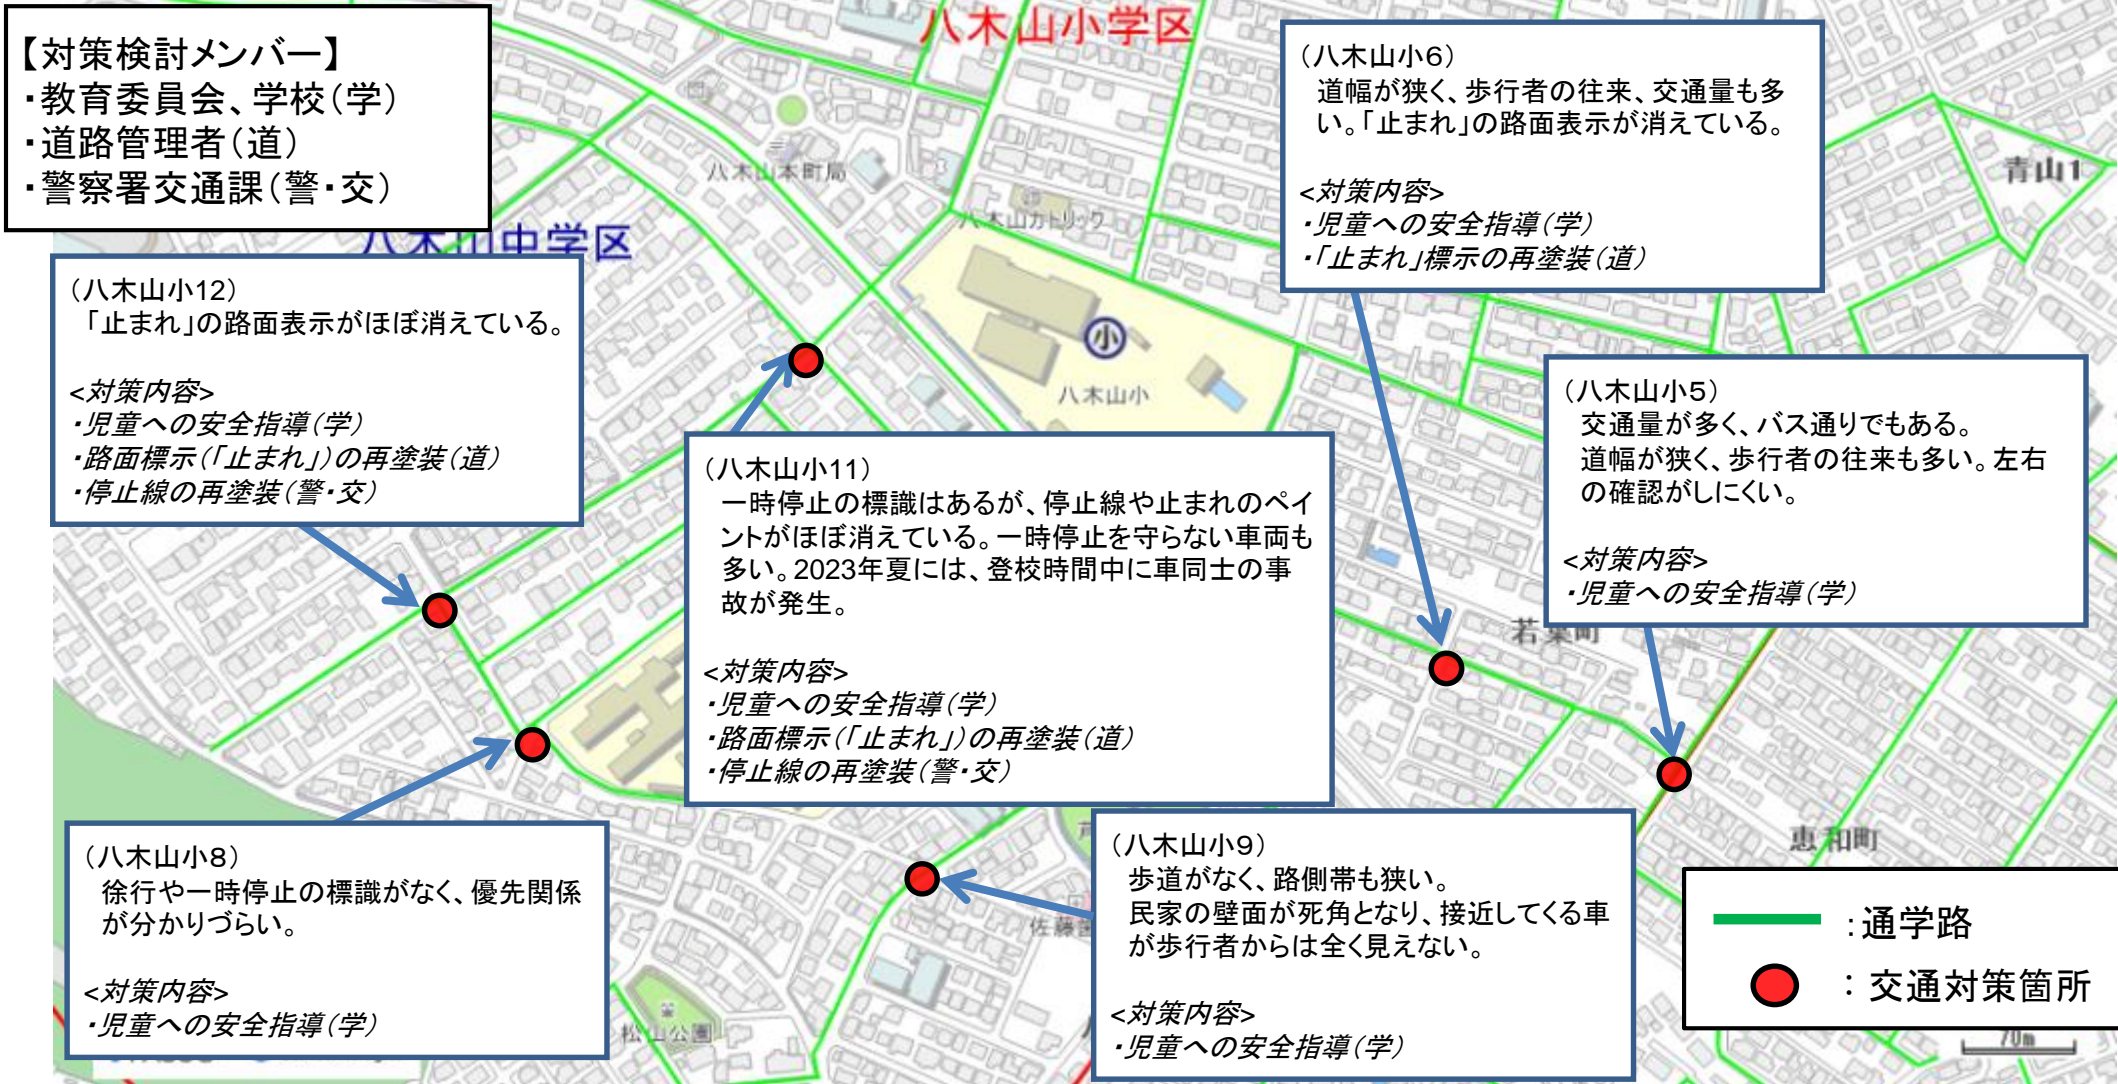 【対策検討メンバー】
・教育委員会、学校(学)
・道路管理者(道)
・警察署交通課(警・交)
八木山小学区
八木山中学区
(八木山小6)
道幅が狭く、歩行者の往来、交通量も多
い。「止まれ」の路面表示が消えている。
<対策内容>
・児童への安全指導(学)
・「止まれ」標示の再塗装(道)
青山1
八木山本町局
八木山カトリック
小
八木山小
(八木山小12)
「止まれ」の路面表示がほぼ消えている。
<対策内容>
・児童への安全指導(学)
・路面標示(「止まれ」)の再塗装(道)
・停止線の再塗装(警・交)
(八木山小11)
一時停止の標識はあるが、停止線や止まれのペイ
ントがほぼ消えている。一時停止を守らない車両も
多い。2023年夏には、登校時間中に車同士の事
故が発生。
<対策内容>
・児童への安全指導(学)
・路面標示(「止まれ」)の再塗装(道)
・停止線の再塗装(警・交)
(八木山小5)
交通量が多く、バス通りでもある。
道幅が狭く、歩行者の往来も多い。左右
の確認がしにくい。
<対策内容>
・児童への安全指導(学)
若葉町
恵和町
(八木山小8)
徐行や一時停止の標識がなく、優先関係
が分かりづらい。
<対策内容>
・児童への安全指導(学)
松山公園
佐藤
(八木山小9)
歩道がなく、路側帯も狭い。
民家の壁面が死角となり、接近してくる車
が歩行者からは全く見えない。
<対策内容>
・児童への安全指導(学)
:通学路
:交通対策箇所
70m